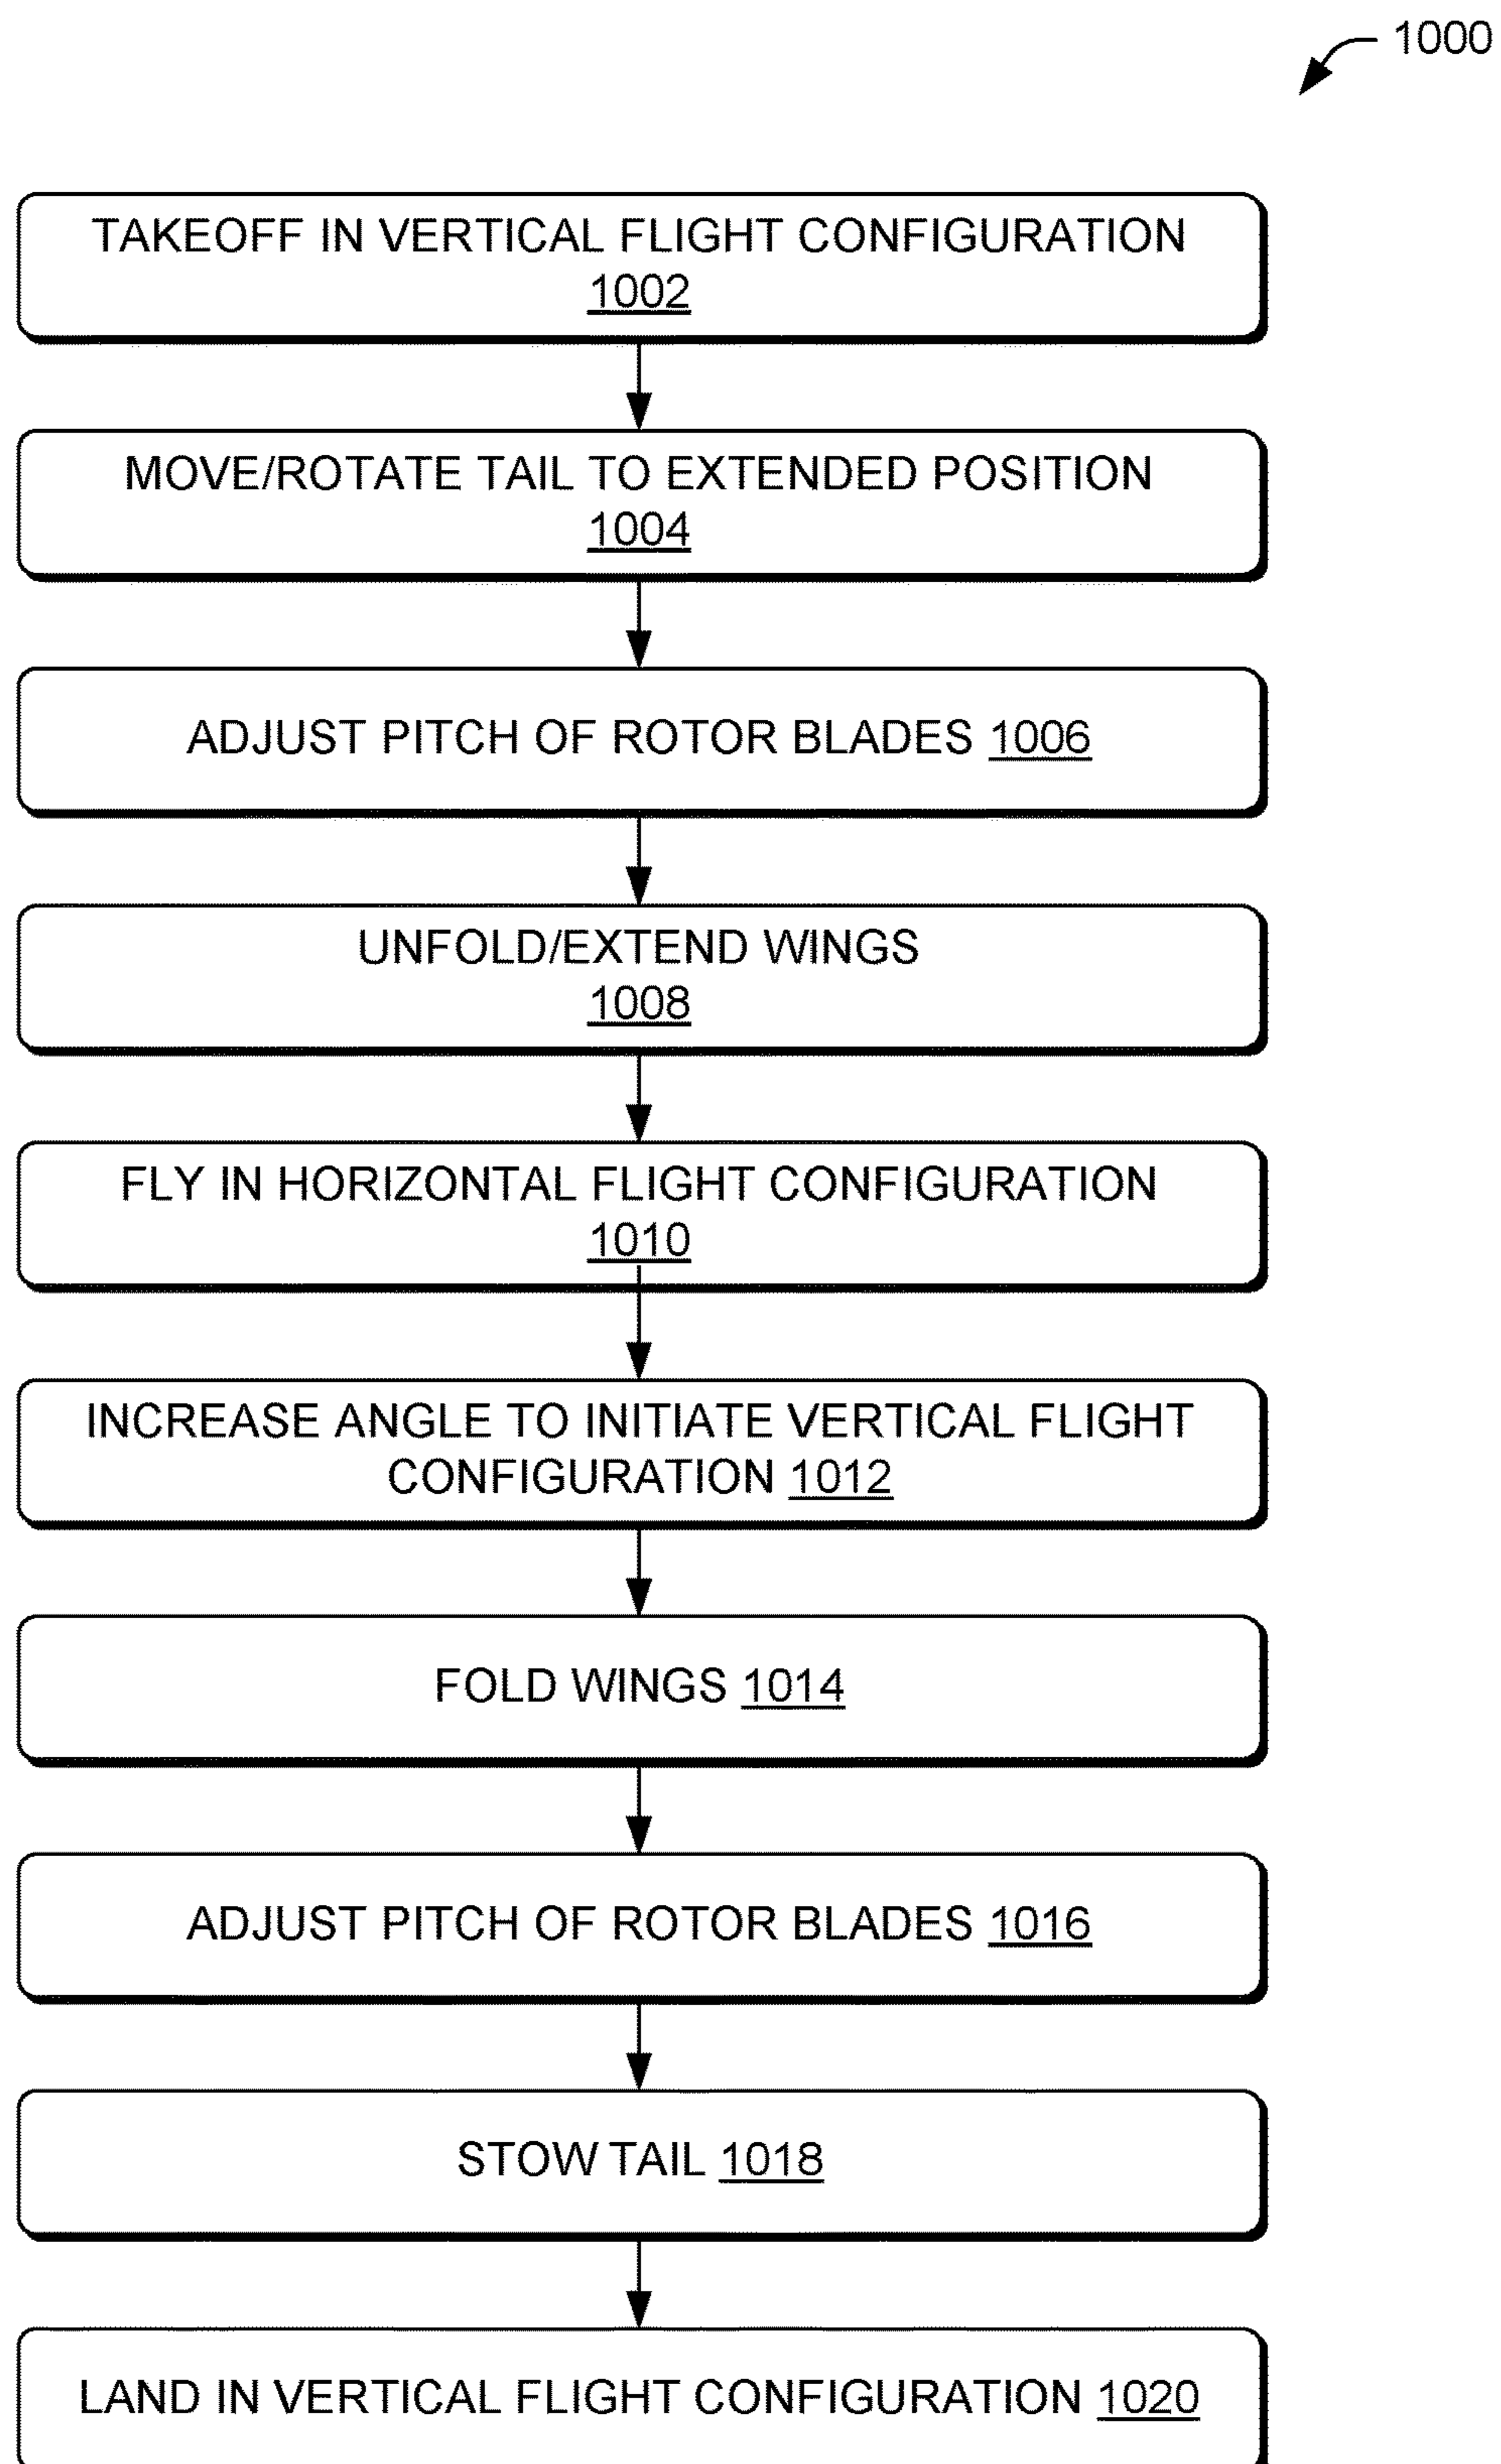 1000
TAKEOFF IN VERTICAL FLIGHT CONFIGURATION
1002
MOVE/ROTATE TAIL TO EXTENDED POSITION
1004
ADJUST PITCH OF ROTOR BLADES 1006
UNFOLD/EXTEND WINGS
1008
FLY IN HORIZONTAL FLIGHT CONFIGURATION
1010
INCREASE ANGLE TO INITIATE VERTICAL FLIGHT
CONFIGURATION 1012
FOLD WINGS 1014
ADJUST PITCH OF ROTOR BLADES 1016
STOW TAIL 1018
LAND IN VERTICAL FLIGHT CONFIGURATION 1020